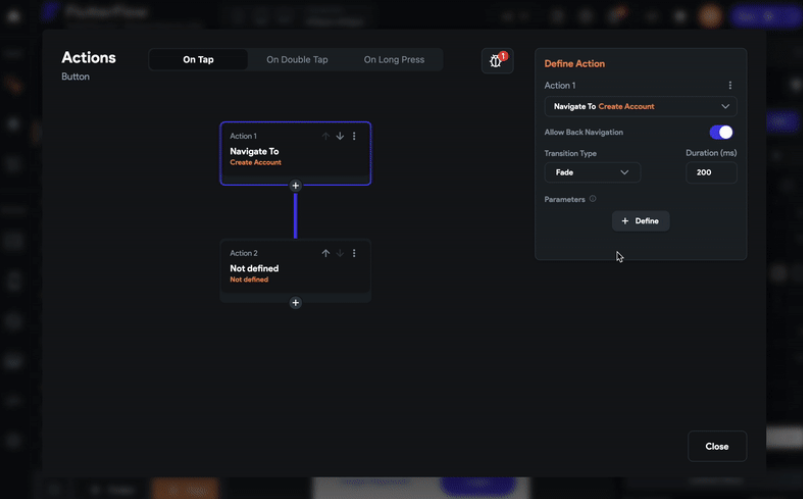 FlutterFlow
Actions
Button
On Tap
On Double Tap
On Long Press
1
Action 1
Navigate To
Create Account
Action 2
Not defined
Not defined
Define Action
Action 1
Navigate To Create Account
Allow Back Navigation
Transition Type
Duration (ms)
Fade
200
Parameters
+ Define
Close